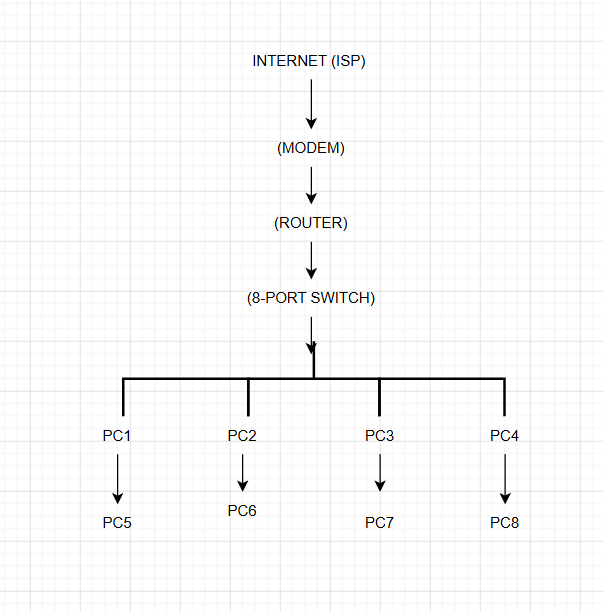 INTERNET (ISP)
(MODEM)
(ROUTER)
(8-PORT SWITCH)
PC1 PC2 PC3 PC4
PC5 PC6 PC7 PC8